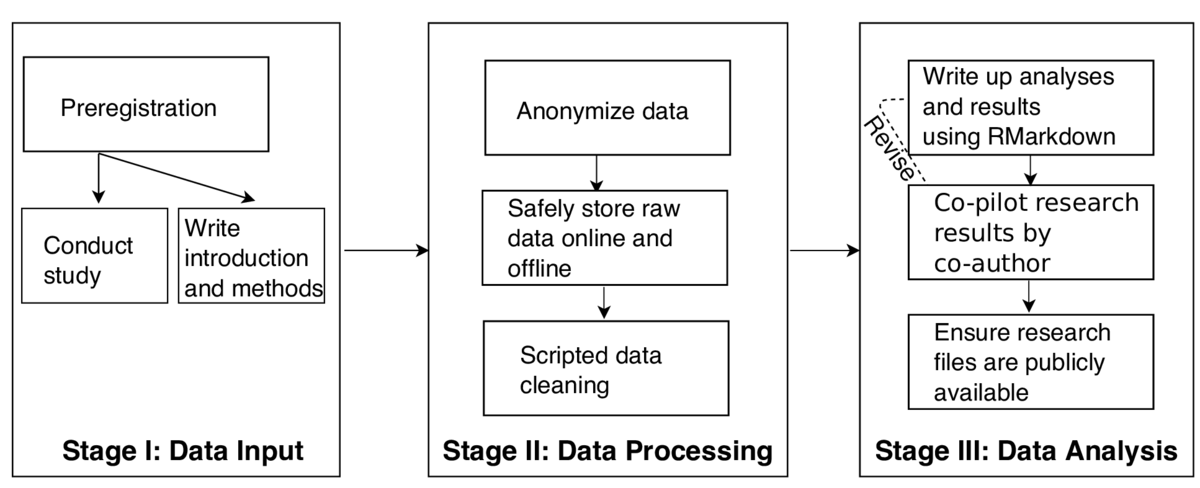 Preregistration
Conduct
study
Write
introduction
and methods
Stage I: Data Input
Anonymize data
Safely store raw
data online and
offline
Scripted data
cleaning
Stage II: Data Processing
Write up analyses
and results
using RMarkdown
Revise
Co-pilot research
results by
co-author
Ensure research
files are publicly
available
Stage III: Data Analysis